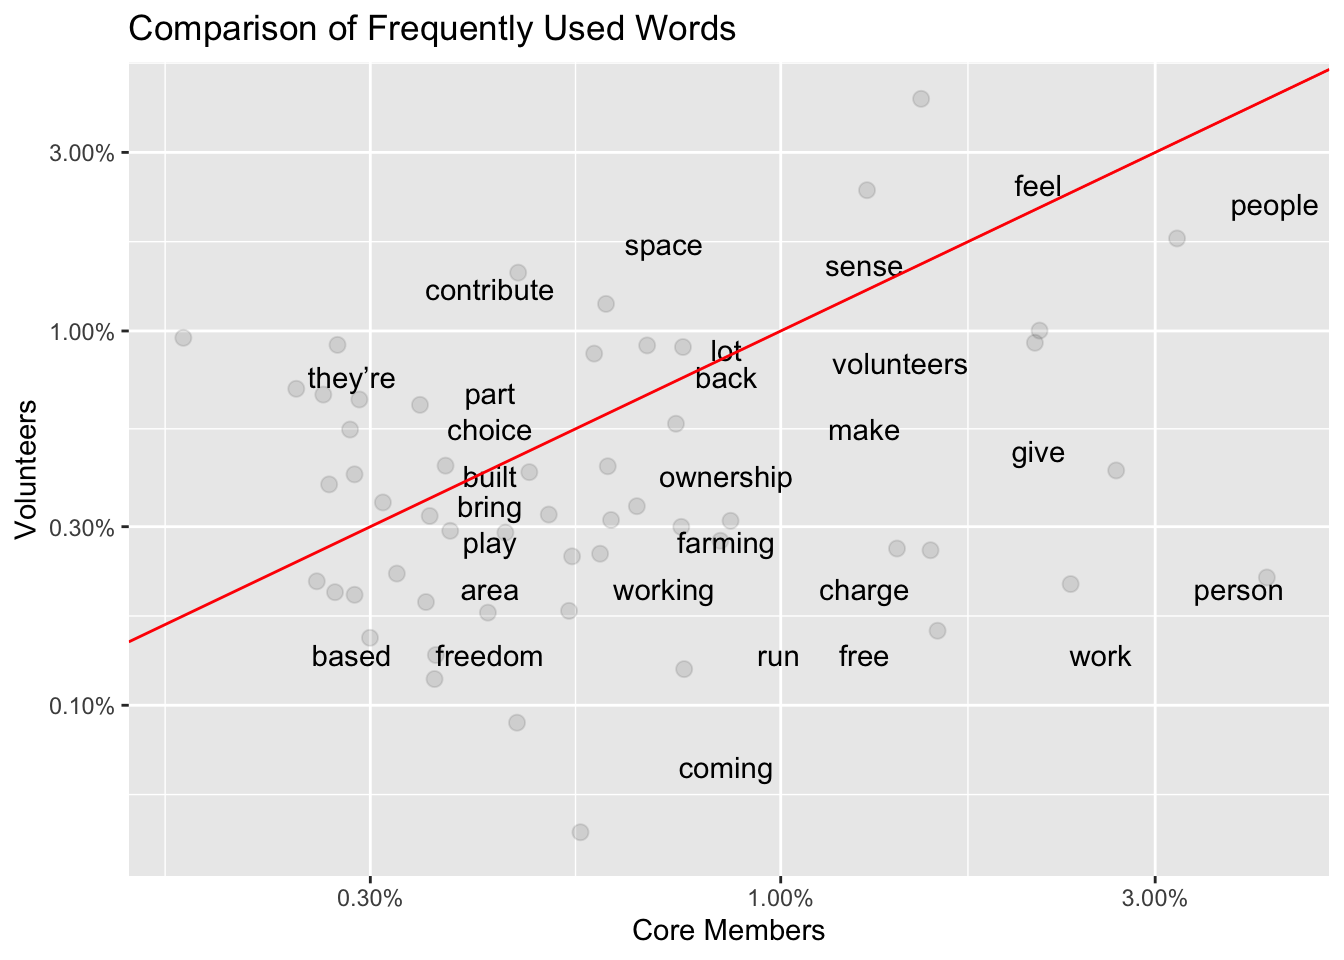 Comparison of Frequently Used Words
3.00%
feel
people
space
sense
contribute
1.00%
lot
volunteers
they’re
back
part
choice
make
give
built
ownership
bring
0.30%
play
farming
area
working
charge
person
based
freedom
run
free
work
0.10%
coming
0.30%
1.00%
3.00%
Core Members
Volunteers